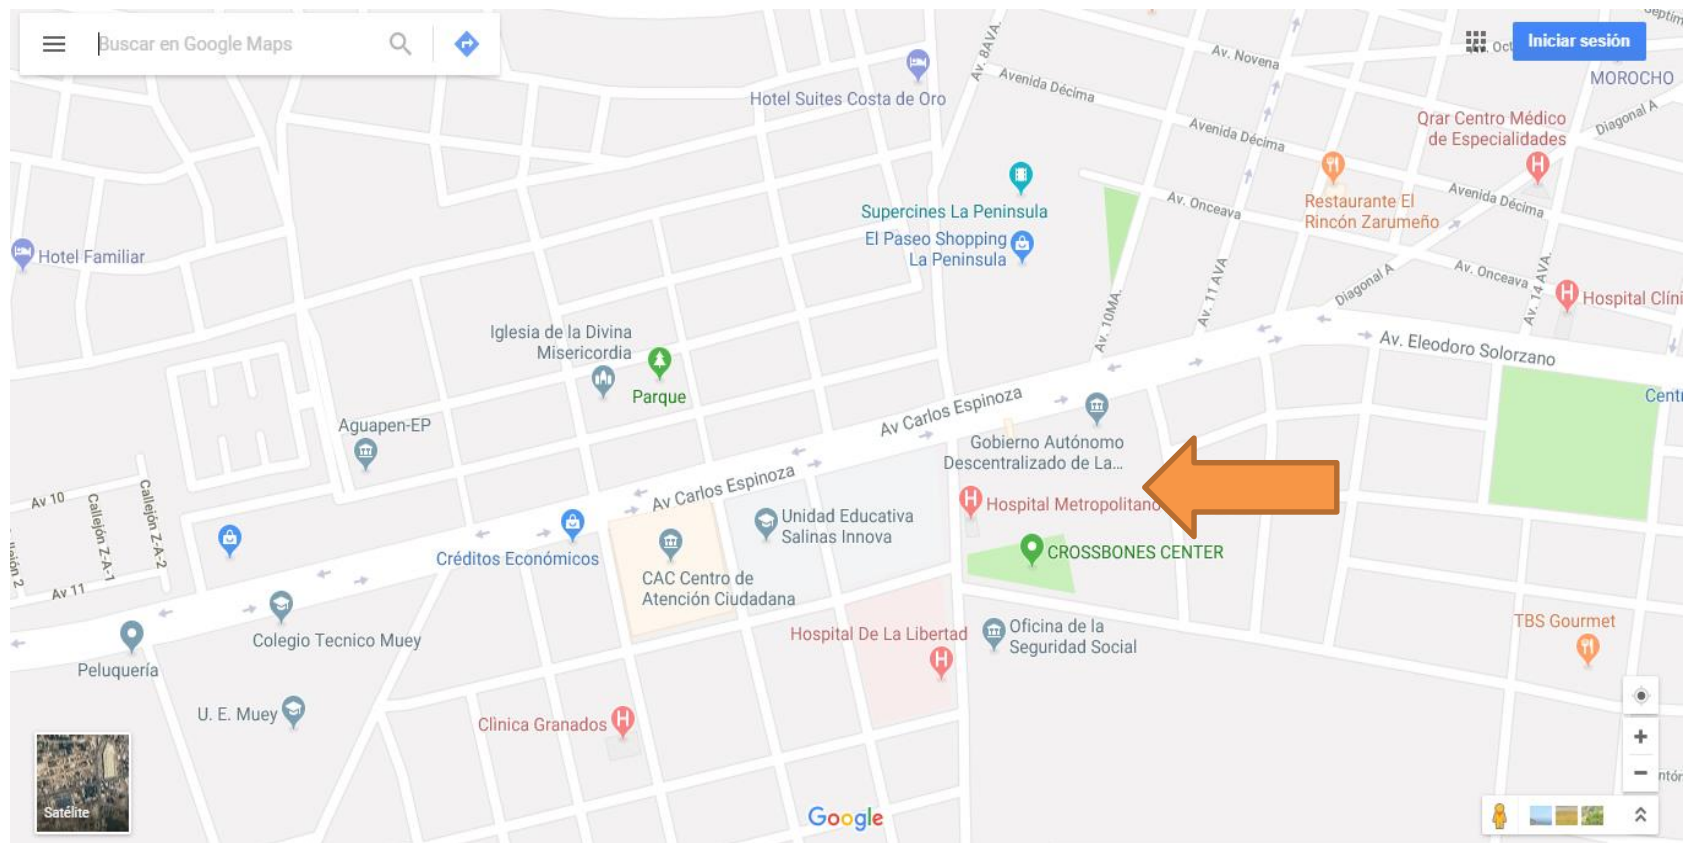 Buscar en Google Maps
Iniciar sesión
Oct
MOROCHO
Av. 8AVA.
Av. Novena
Avenida Décima
Hotel Suites Costa de Oro
Qrar Centro Médico
de Especialidades
Diagonal A
Avenida Décima
Supercines La Peninsula
El Paseo Shopping
La Peninsula
Av. Onceava
Restaurante El
Rincón Zarumeño
Avenida Décima
Hotel Familiar
Diagonal A
Av. Onceava
Av. 14 AVA.
Hospital Clíni
Av. 11 AVA
Av. 10MA.
Iglesia de la Divina
Misericordia
Parque
Av. Eleodoro Solorzano
Centr
Aguapen-EP
Av Carlos Espinoza
Gobierno Autónomo
Descentralizado de La...
Av Carlos Espinoza
Hospital Metropolitano
Av 10
Callejón Z-A-1
Callejón Z-A-2
Unidad Educativa
Salinas Innova
Créditos Económicos
CROSSBONES CENTER
CAC Centro de
Atención Ciudadana
Av 11
Colegio Tecnico Muey
Peluquería
Hospital De La Libertad
Oficina de la
Seguridad Social
TBS Gourmet
U. E. Muey
Clìnica Granados
Satélite
Google